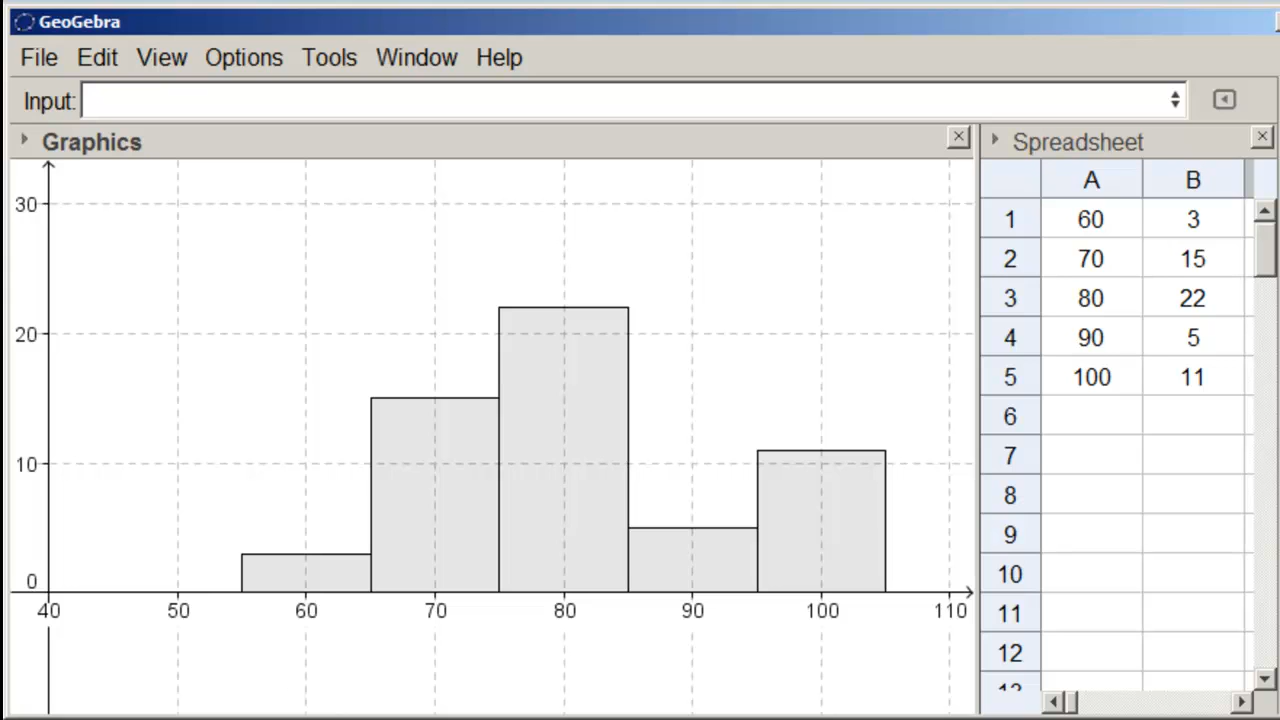 GeoGebra
File Edit View Options Tools Window Help
Input:
Graphics
30
20
10
0
40 50 60 70 80 90 100 110
Spreadsheet
A B
1 60 3
2 70 15
3 80 22
4 90 5
5 100 11
6
7
8
9
10
11
12